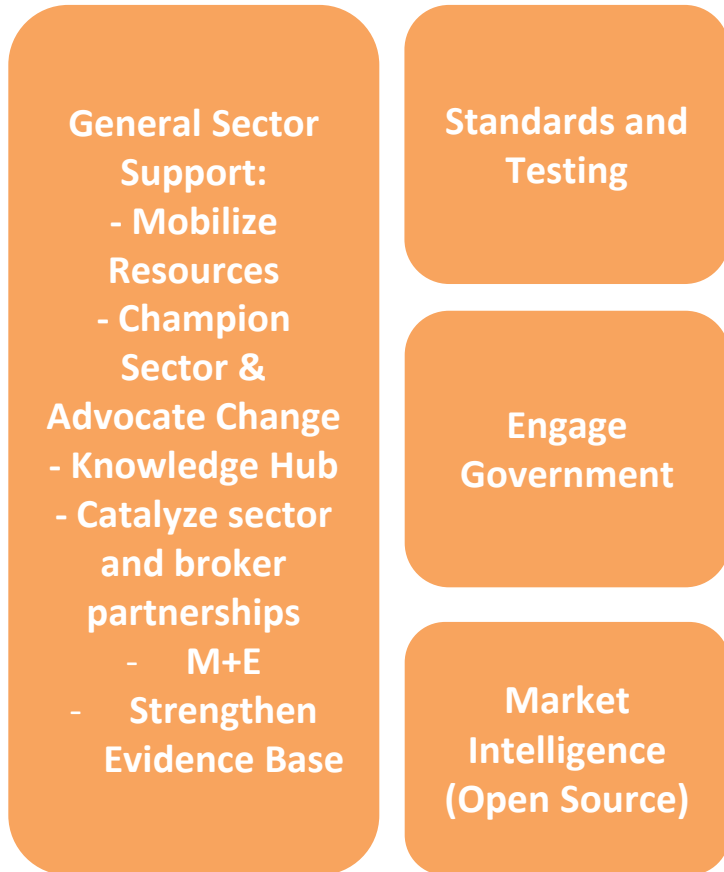 General Sector
Support:
- Mobilize
Resources
- Champion
Sector &
Advocate Change
- Knowledge Hub
- Catalyze sector
and broker
partnerships
- M+E
- Strengthen
Evidence Base
Standards and
Testing
Engage
Government
Market
Intelligence
(Open Source)